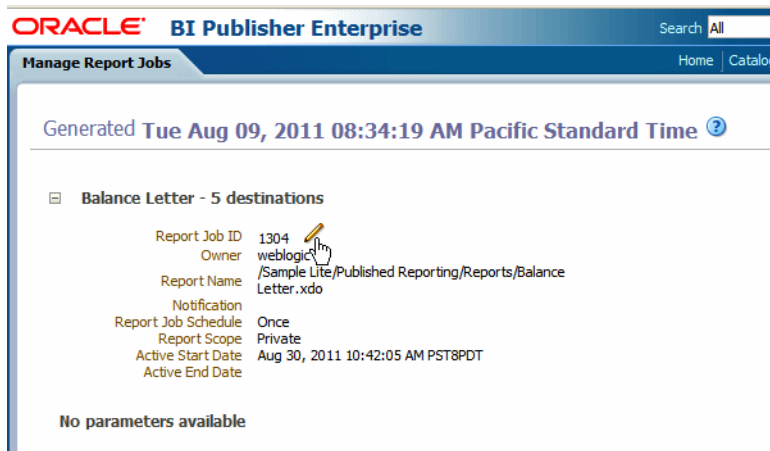 ORACLE BI Publisher Enterprise Search All
Manage Report Jobs Home Catalo
Generated Tue Aug 09, 2011 08:34:19 AM Pacific Standard Time ?
Balance Letter - 5 destinations
Report Job ID 1304
Owner weblogic
Report Name /Sample Lite/Published Reporting/Reports/Balance
Letter.xdo
Notification
Report Job Schedule Once
Report Scope Private
Active Start Date Aug 30, 2011 10:42:05 AM PST8PDT
Active End Date
No parameters available